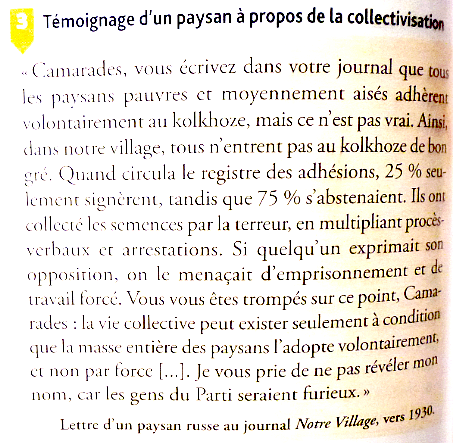 3 Témoignage d'un paysan à propos de la collectivisation
« Camarades, vous écrivez dans votre journal que tous
les paysans pauvres et moyennement aisés adhèrent
volontairement au kolkhoze, mais ce n'est pas vrai. Ainsi,
dans notre village, tous n'entrent pas au kolkhoze de bon
gré. Quand circula le registre des adhésions, 25 % seu-
lement signèrent, tandis que 75 % s'abstenaient. Ils ont
collecté les semences par la terreur, en multipliant procès-
verbaux et arrestations. Si quelqu'un exprimait son
opposition, on le menaçait d'emprisonnement et de
travail forcé. Vous vous êtes trompés sur ce point, Cama-
rades : la vie collective peut exister seulement à condition
que la masse entière des paysans l'adopte volontairement,
et non par force [...]. Je vous prie de ne pas révéler mon
nom, car les gens du Parti seraient furieux. »
Lettre d'un paysan russe au journal Notre Village, vers 1930.